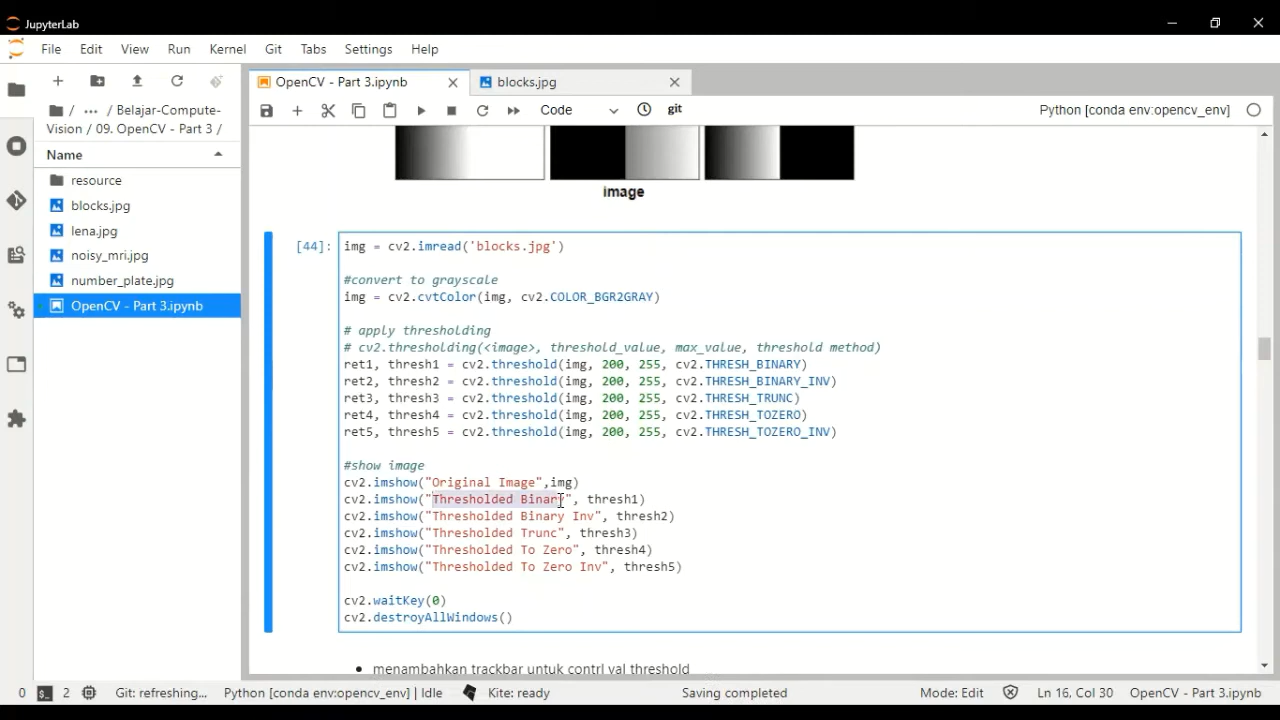 JupyterLab
File Edit View Run Kernel Git Tabs Settings Help
OpenCV - Part 3.ipynb
blocks.jpg
/ ... / Belajar-Compute-
Vision / 09. OpenCV - Part 3 /
Code
git
Python [conda env:opencv_env]
Name
resource
blocks.jpg
lena.jpg
noisy_mri.jpg
number_plate.jpg
OpenCV - Part 3.ipynb
image
[44]: img = cv2.imread('blocks.jpg')
#convert to grayscale
img = cv2.cvtColor(img, cv2.COLOR_BGR2GRAY)
# apply thresholding
# cv2.thresholding(<image>, threshold_value, max_value, threshold method)
ret1, thresh1 = cv2.threshold(img, 200, 255, cv2.THRESH_BINARY)
ret2, thresh2 = cv2.threshold(img, 200, 255, cv2.THRESH_BINARY_INV)
ret3, thresh3 = cv2.threshold(img, 200, 255, cv2.THRESH_TRUNC)
ret4, thresh4 = cv2.threshold(img, 200, 255, cv2.THRESH_TOZERO)
ret5, thresh5 = cv2.threshold(img, 200, 255, cv2.THRESH_TOZERO_INV)
#show image
cv2.imshow("Original Image",img)
cv2.imshow("Thresholded Binary", thresh1)
cv2.imshow("Thresholded Binary Inv", thresh2)
cv2.imshow("Thresholded Trunc", thresh3)
cv2.imshow("Thresholded To Zero", thresh4)
cv2.imshow("Thresholded To Zero Inv", thresh5)
cv2.waitKey(0)
cv2.destroyAllWindows()
• menambahkan trackbar untuk contrl val threshold
0 2 Git: refreshing... Python [conda env:opencv_env] | Idle Kite: ready Saving completed Mode: Edit Ln 16, Col 30 OpenCV - Part 3.ipynb